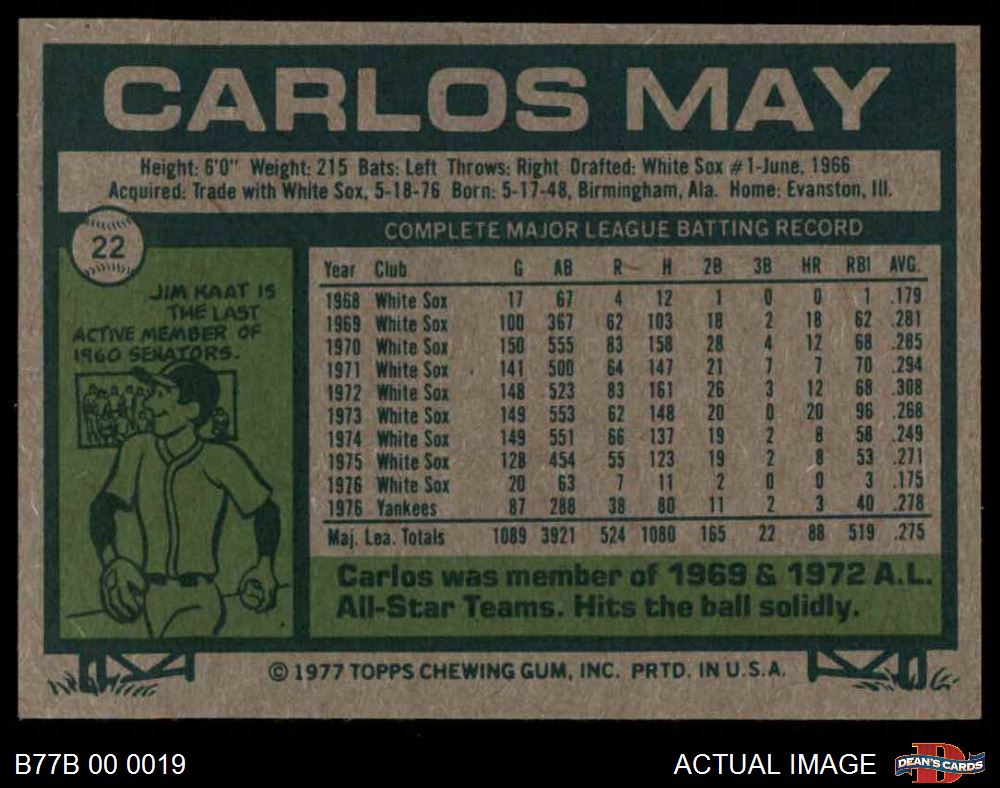 CARLOS MAY
Height: 6'0" Weight: 215 Bats: Left Throws: Right Drafted: White Sox #1-June, 1966
Acquired: Trade with White Sox, 5-18-76 Born: 5-17-48, Birmingham, Ala. Home: Evanston, Ill.
22
JIM KAAT IS
THE LAST
ACTIVE MEMBER OF
1960 SENATORS.
COMPLETE MAJOR LEAGUE BATTING RECORD
Year Club G AB R H 2B 3B HR RBI AVG.
1968 White Sox 17 67 4 12 1 0 0 1 .179
1969 White Sox 100 367 62 103 18 2 18 62 .281
1970 White Sox 150 555 83 158 28 4 12 68 .285
1971 White Sox 141 500 64 147 21 7 7 70 .294
1972 White Sox 148 523 83 161 26 3 12 68 .308
1973 White Sox 149 553 62 148 20 0 20 96 .268
1974 White Sox 149 551 66 137 19 2 8 58 .249
1975 White Sox 128 454 55 123 19 2 8 53 .271
1976 White Sox 20 63 7 11 2 0 0 3 .175
1976 Yankees 87 288 38 80 11 2 3 40 .278
Maj. Lea. Totals 1089 3921 524 1080 165 22 88 519 .275
Carlos was member of 1969 & 1972 A.L.
All-Star Teams. Hits the ball solidly.
© 1977 TOPPS CHEWING GUM, INC. PRTD. IN U.S.A.
B77B 00 0019
ACTUAL IMAGE
DEAN'S CARDS